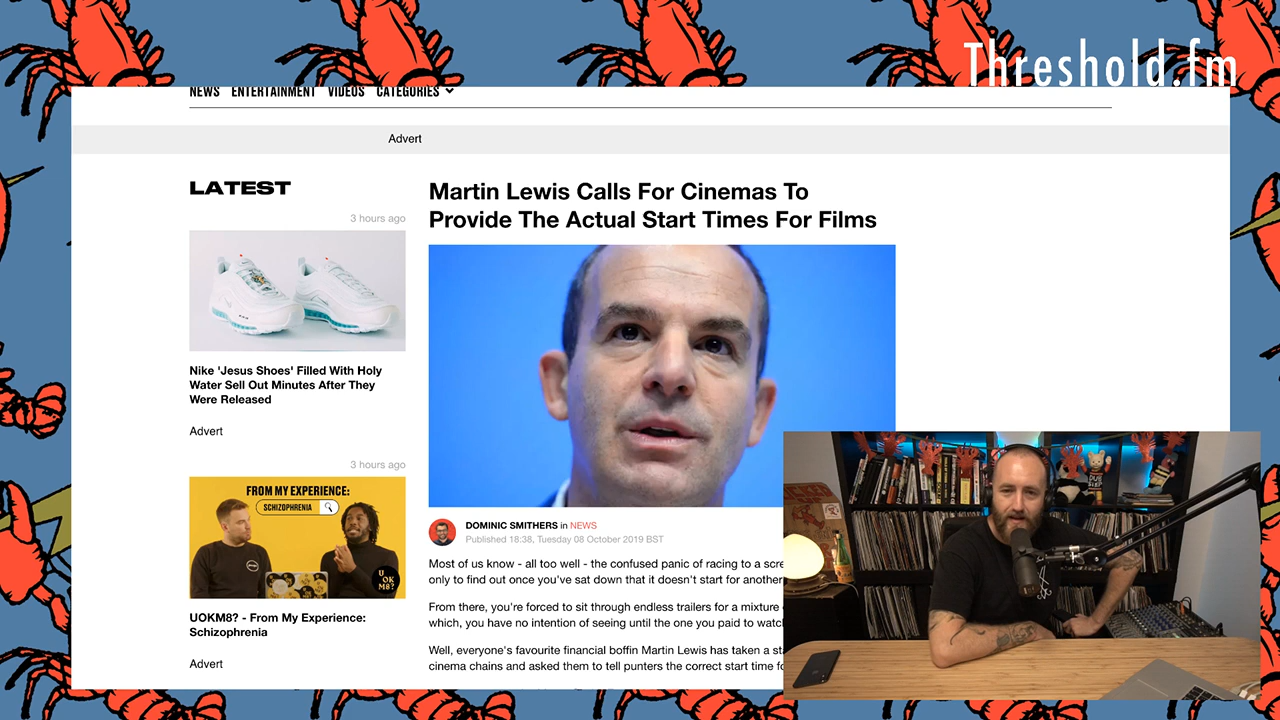 Threshold.fm
NEWS ENTERTAINMENT VIDEOS CATEGORIES
Advert
LATEST
3 hours ago
Nike 'Jesus Shoes' Filled With Holy
Water Sell Out Minutes After They
Were Released
Advert
3 hours ago
FROM MY EXPERIENCE:
SCHIZOPHRENIA
U
OK
M8?
UOKM8? - From My Experience:
Schizophrenia
Advert
Martin Lewis Calls For Cinemas To
Provide The Actual Start Times For Films
DOMINIC SMITHERS in NEWS
Published 18:38, Tuesday 08 October 2019 BST
Most of us know - all too well - the confused panic of racing to a scre
only to find out once you've sat down that it doesn't start for another
From there, you're forced to sit through endless trailers for a mixture
which, you have no intention of seeing until the one you paid to watc
Well, everyone's favourite financial boffin Martin Lewis has taken a sta
cinema chains and asked them to tell punters the correct start time fo